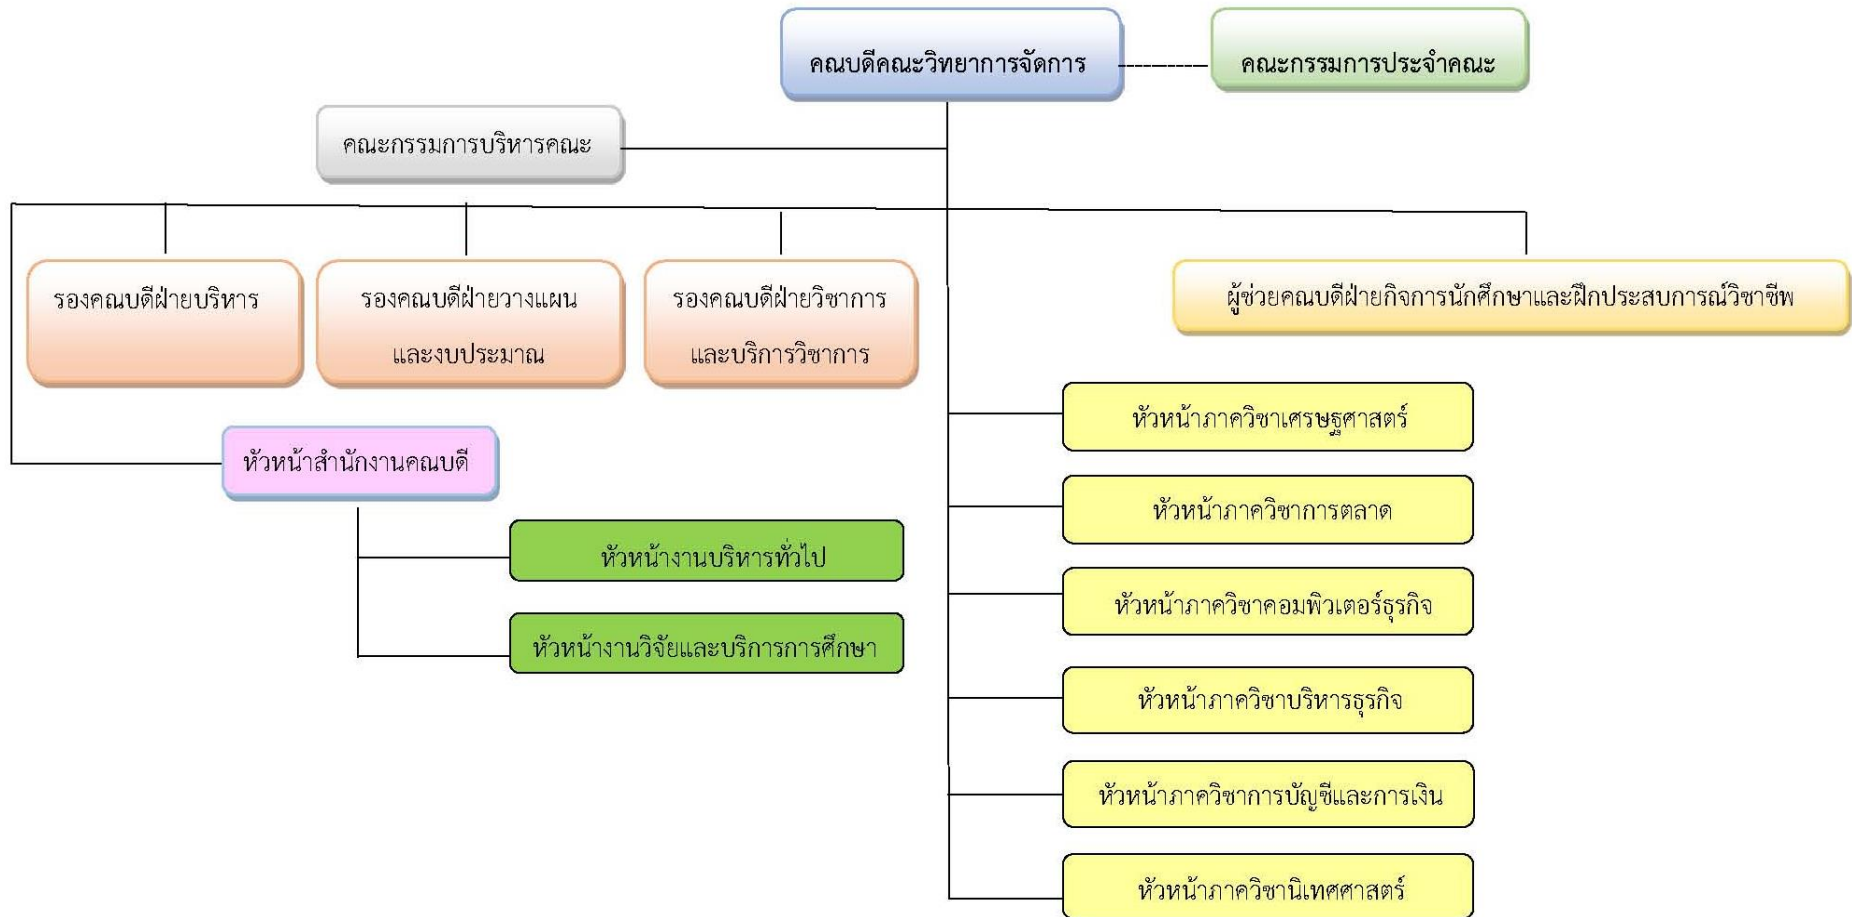 คณบดีคณะวิทยาการจัดการ
คณะกรรมการประจำคณะ
คณะกรรมการบริหารคณะ
รองคณบดีฝ่ายบริหาร
รองคณบดีฝ่ายวางแผน
และงบประมาณ
รองคณบดีฝ่ายวิชาการ
และบริการวิชาการ
ผู้ช่วยคณบดีฝ่ายกิจการนักศึกษาและฝึกประสบการณ์วิชาชีพ
หัวหน้าสำนักงานคณบดี
หัวหน้างานบริหารทั่วไป
หัวหน้างานวิจัยและบริการการศึกษา
หัวหน้าภาควิชาเศรษฐศาสตร์
หัวหน้าภาควิชาการตลาด
หัวหน้าภาควิชาคอมพิวเตอร์ธุรกิจ
หัวหน้าภาควิชาบริหารธุรกิจ
หัวหน้าภาควิชาการบัญชีและการเงิน
หัวหน้าภาควิชานิเทศศาสตร์